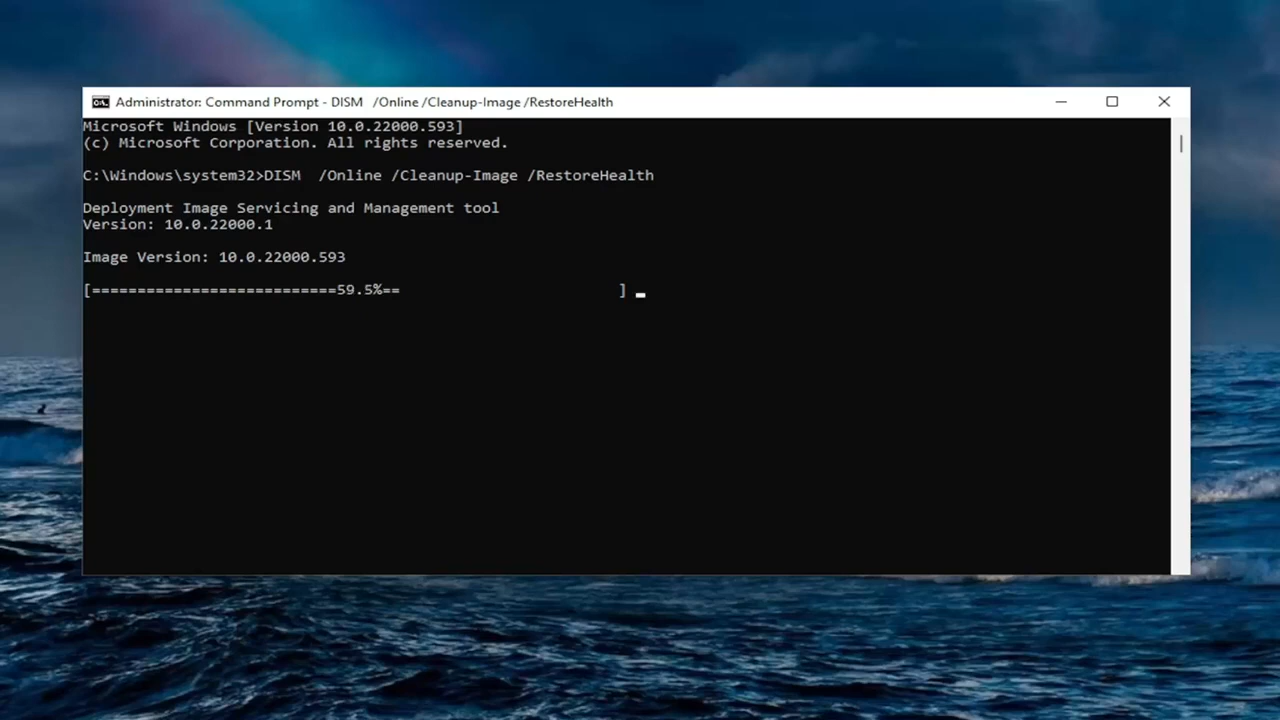 Administrator: Command Prompt - DISM  /Online /Cleanup-Image /RestoreHealth
Microsoft Windows [Version 10.0.22000.593]
(c) Microsoft Corporation. All rights reserved.
C:\Windows\system32>DISM  /Online /Cleanup-Image /RestoreHealth
Deployment Image Servicing and Management tool
Version: 10.0.22000.1
Image Version: 10.0.22000.593
[===========================59.5%==                        ]